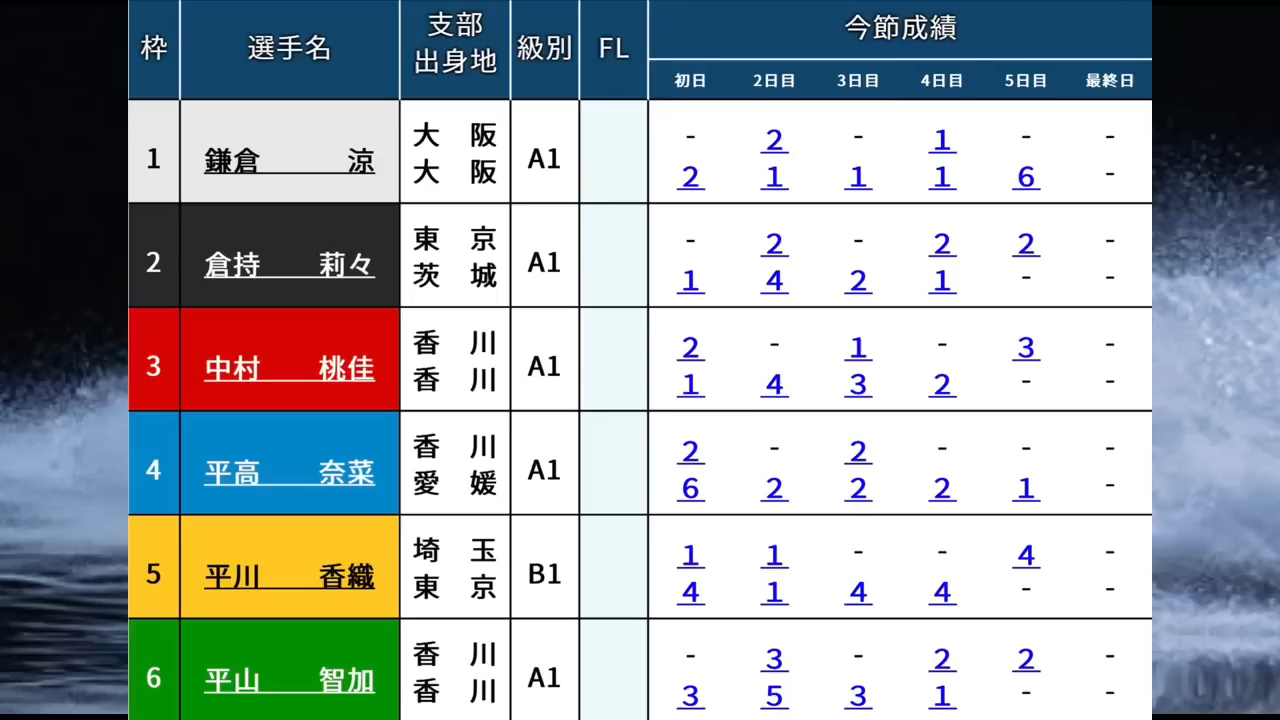 枠 選手名 支部 出身地 級別 FL 今節成績
初日 2日目 3日目 4日目 5日目 最終日
1 鎌倉 涼 大 阪 A1 - 2 - 1 - -
大 阪 2 1 1 1 6 -
2 倉持 莉々 東 京 A1 - 2 - 2 2 -
茨 城 1 4 2 1 - -
3 中村 桃佳 香 川 A1 2 - 1 - 3 -
香 川 1 4 3 2 - -
4 平高 奈菜 香 川 A1 2 - 2 - - -
愛 媛 6 2 2 2 1 -
5 平川 香織 埼 玉 B1 1 1 - - 4 -
東 京 4 1 4 4 - -
6 平山 智加 香 川 A1 - 3 - 2 2 -
香 川 3 5 3 1 - -